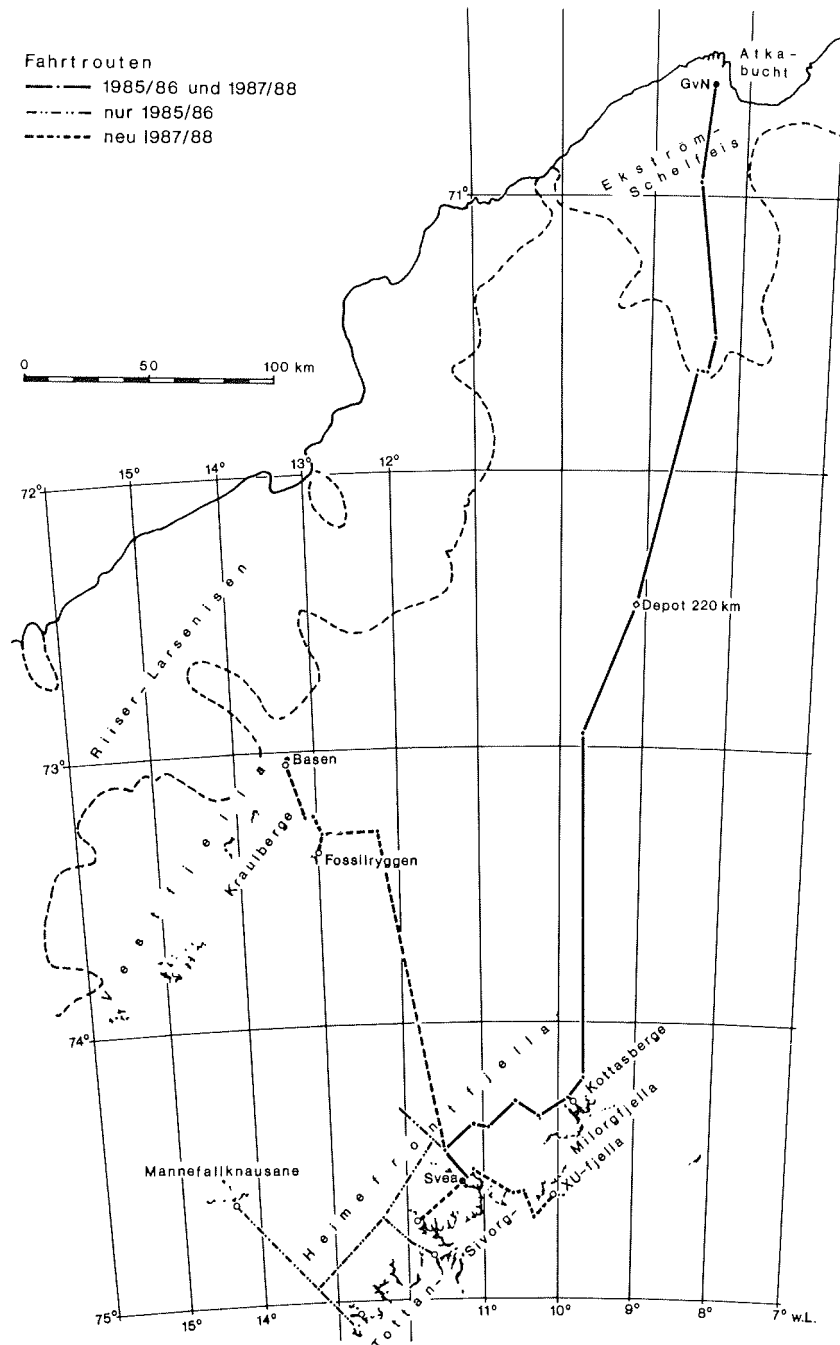 Fahrtrouten
1985/86 und 1987/88
nur 1985/86
neu 1987/88
Atka-
bucht
GvN
Ekström-
Schelfeis
71°
0 50 100 km
72° 15° 14° 13° 12°
Depot 220 km
Riiser-Larsenisen
73°
Basen
Vestfjella
Kraulberge
Fossilryggen
74°
Heimefrontfjella
Kottasberge
Milorgfjella
XU-fjella
Mannefallknausane
Svea
Sivorg-
Tottan-
75° 14° 11° 10° 9° 8° 7° w.L.